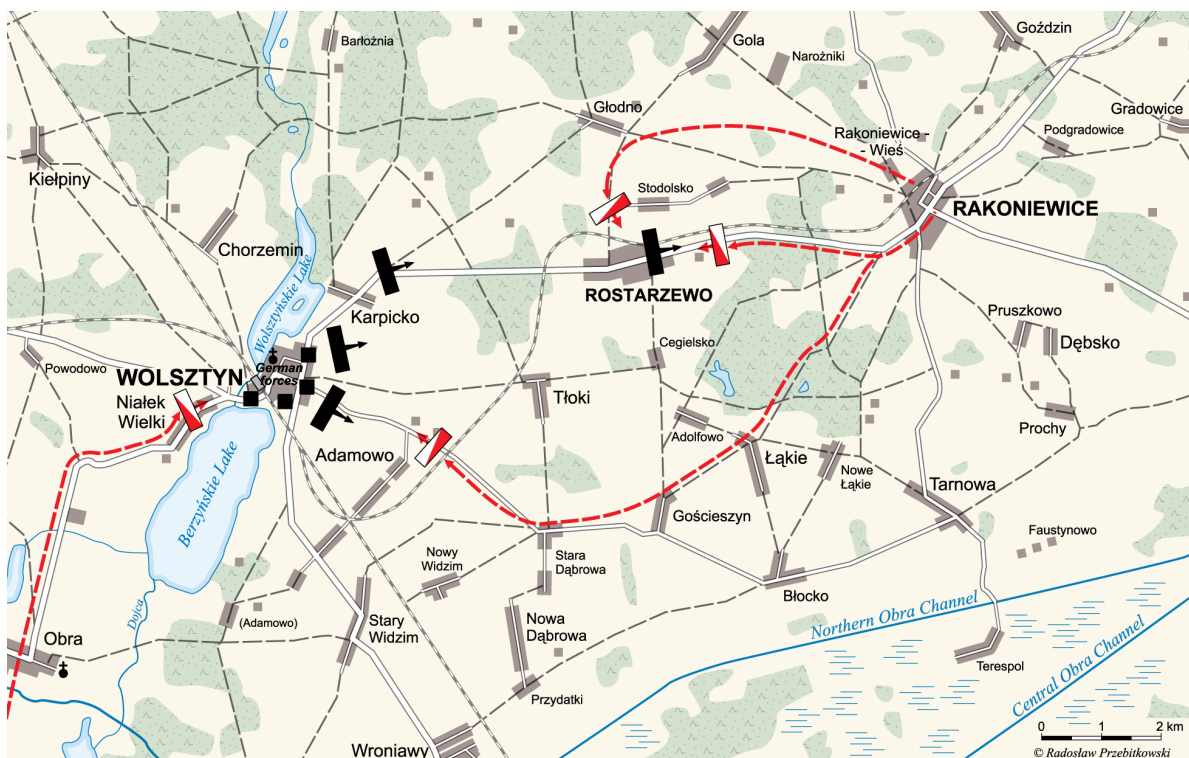 Barłożnia
Gola
Narożniki
Goździn
Głodno
Gradowice
Podgradowice
Rakoniewice -
- Wieś
Kiełpiny
Stodolsko
RAKONIEWICE
Chorzemin
Wolsztyńskie Lake
ROSTARZEWO
Karpicko
Pruszkowo
Dębsko
Cegielsko
Powodowo
WOLSZTYN
German
forces
Niałek
Wielki
Tłoki
Adolfowo
Prochy
Adamowo
Łąkie
Nowe
Łąkie
Tarnowa
Berzyńskie Lake
Gościeszyn
Faustynowo
Nowy
Widzim
Stara
Dąbrowa
Błocko
Dojca
(Adamowo)
Stary
Widzim
Nowa
Dąbrowa
Northern Obra Channel
Obra
Terespol
Central Obra Channel
Przydatki
Wroniawy
0 1 2 km
© Radosław Przebitkowski